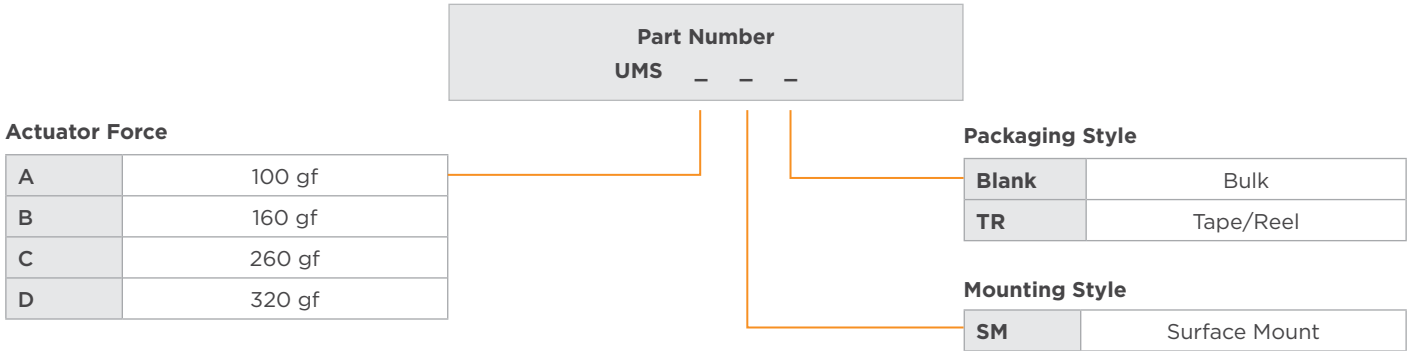 Part Number
UMS _ _ _
Actuator Force
A 100 gf
B 160 gf
C 260 gf
D 320 gf
Packaging Style
Blank Bulk
TR Tape/Reel
Mounting Style
SM Surface Mount